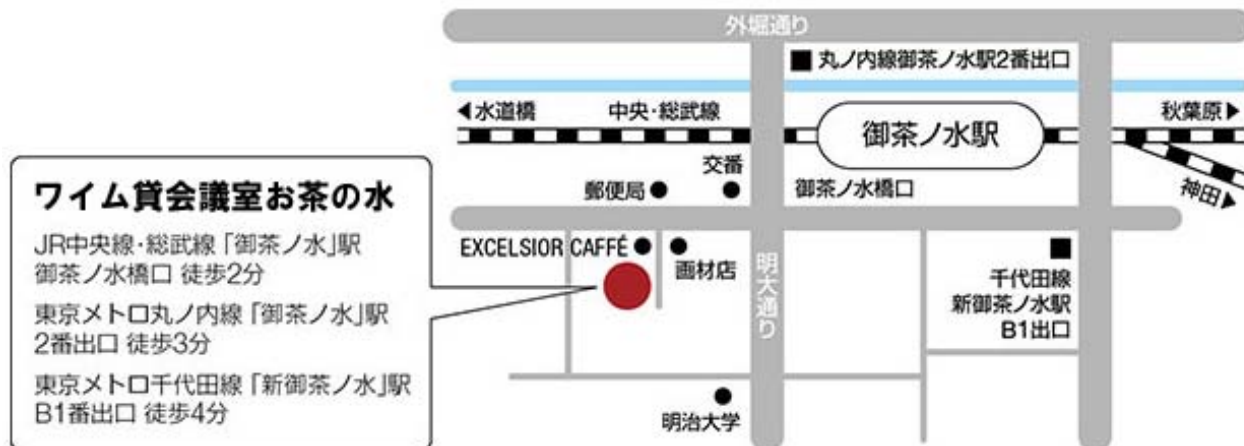 外堀通り
■丸ノ内線御茶ノ水駅2番出口
◀水道橋
中央・総武線
秋葉原▶
御茶ノ水駅
神田▶
交番
郵便局
御茶ノ水橋口
EXCELSIOR CAFFÉ
画材店
明大通り
千代田線
新御茶ノ水駅
B1出口
明治大学
ワイム貸会議室お茶の水
JR中央線・総武線「御茶ノ水」駅
御茶ノ水橋口 徒歩2分
東京メトロ丸ノ内線「御茶ノ水」駅
2番出口 徒歩3分
東京メトロ千代田線「新御茶ノ水」駅
B1番出口 徒歩4分